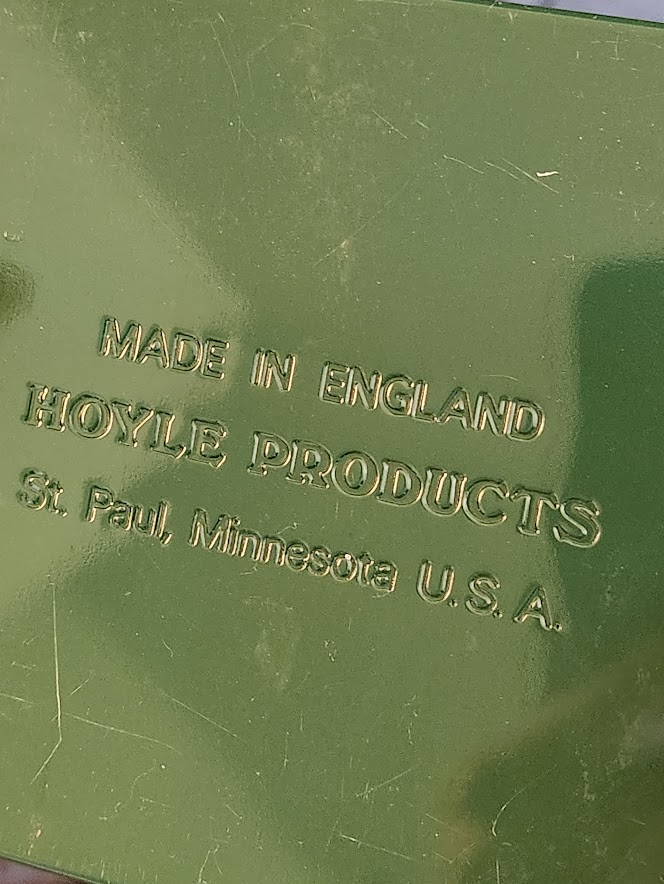 MADE IN ENGLAND
HOYLE PRODUCTS
St. Paul, Minnesota U.S.A.